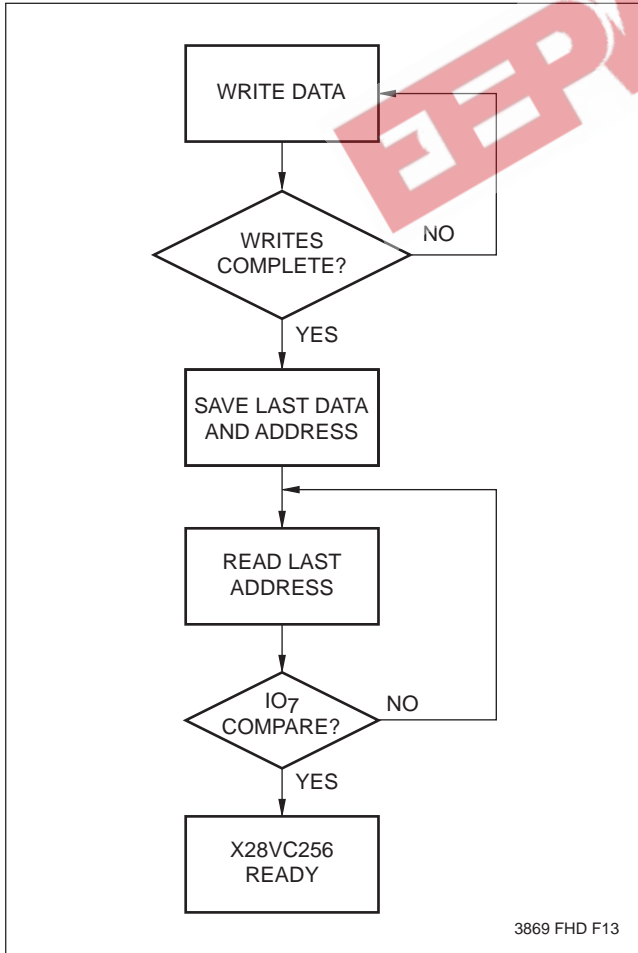 WRITE DATA
WRITES
COMPLETE?
NO
YES
SAVE LAST DATA
AND ADDRESS
READ LAST
ADDRESS
IO7
COMPARE?
NO
YES
X28VC256
READY
3869 FHD F13